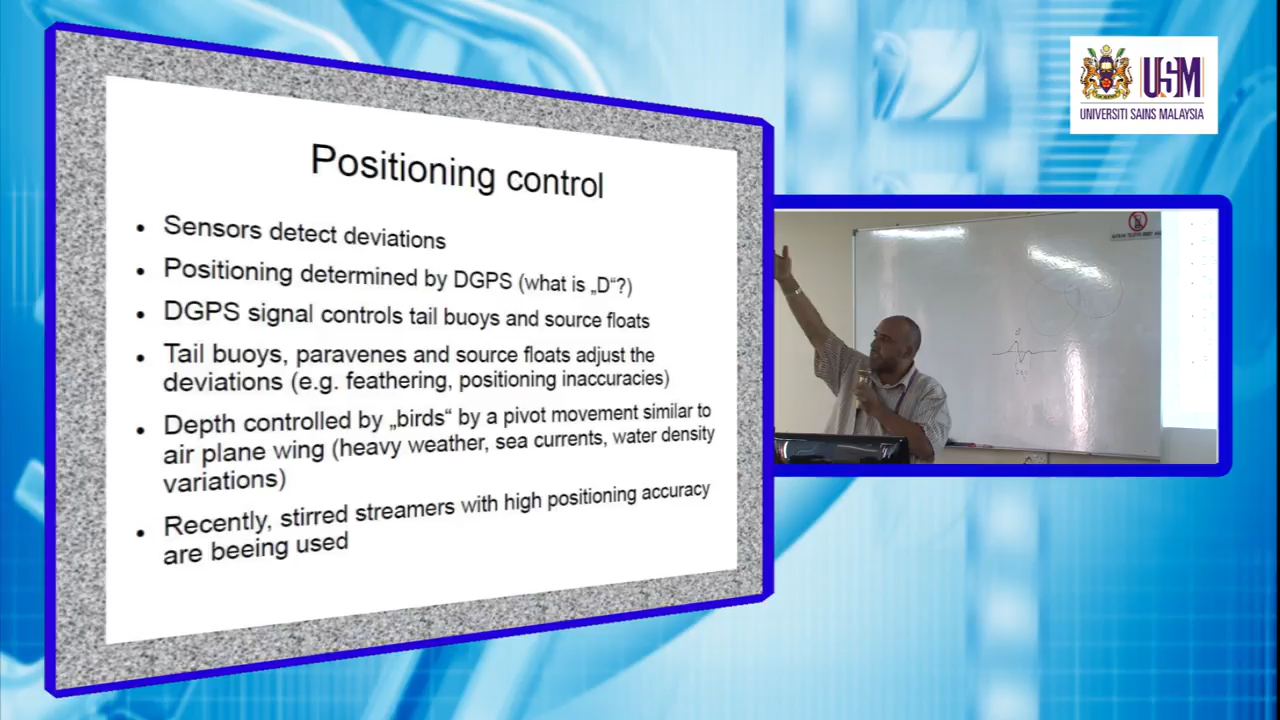 Positioning control
• Sensors detect deviations
• Positioning determined by DGPS (what is „D“?)
• DGPS signal controls tail buoys and source floats
• Tail buoys, paravenes and source floats adjust the
deviations (e.g. feathering, positioning inaccuracies)
• Depth controlled by „birds“ by a pivot movement similar to
air plane wing (heavy weather, sea currents, water density
variations)
• Recently, stirred streamers with high positioning accuracy
are beeing used
USM
UNIVERSITI SAINS MALAYSIA